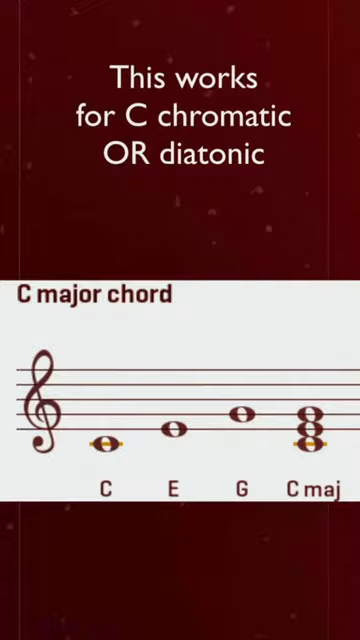 This works
for C chromatic
OR diatonic
C major chord
C E G C maj